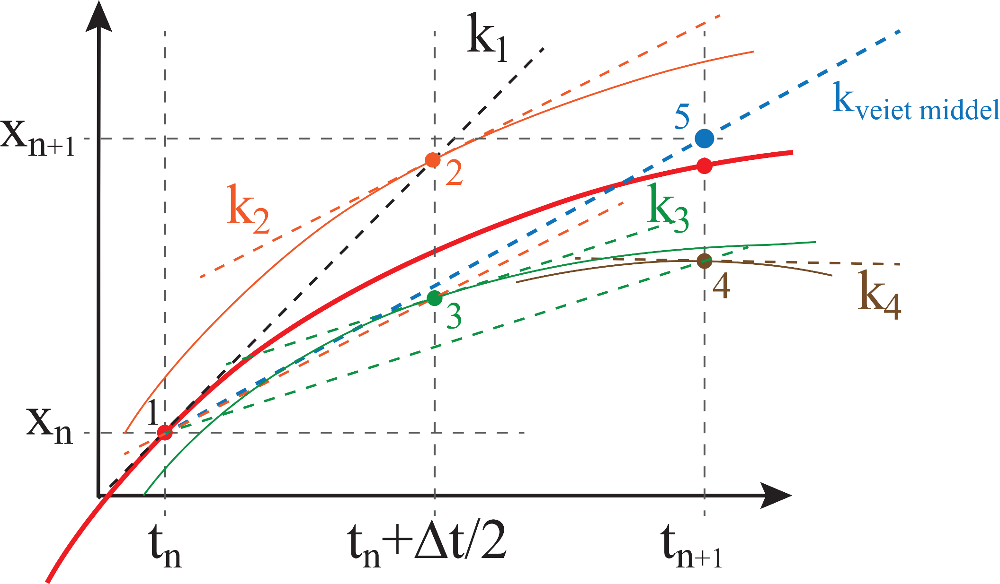 k₁
kveiet middel
5
xₙ₊₁
2
k₂
k₃
4
k₄
3
1
xₙ
tₙ
tₙ+Δt/2
tₙ₊₁